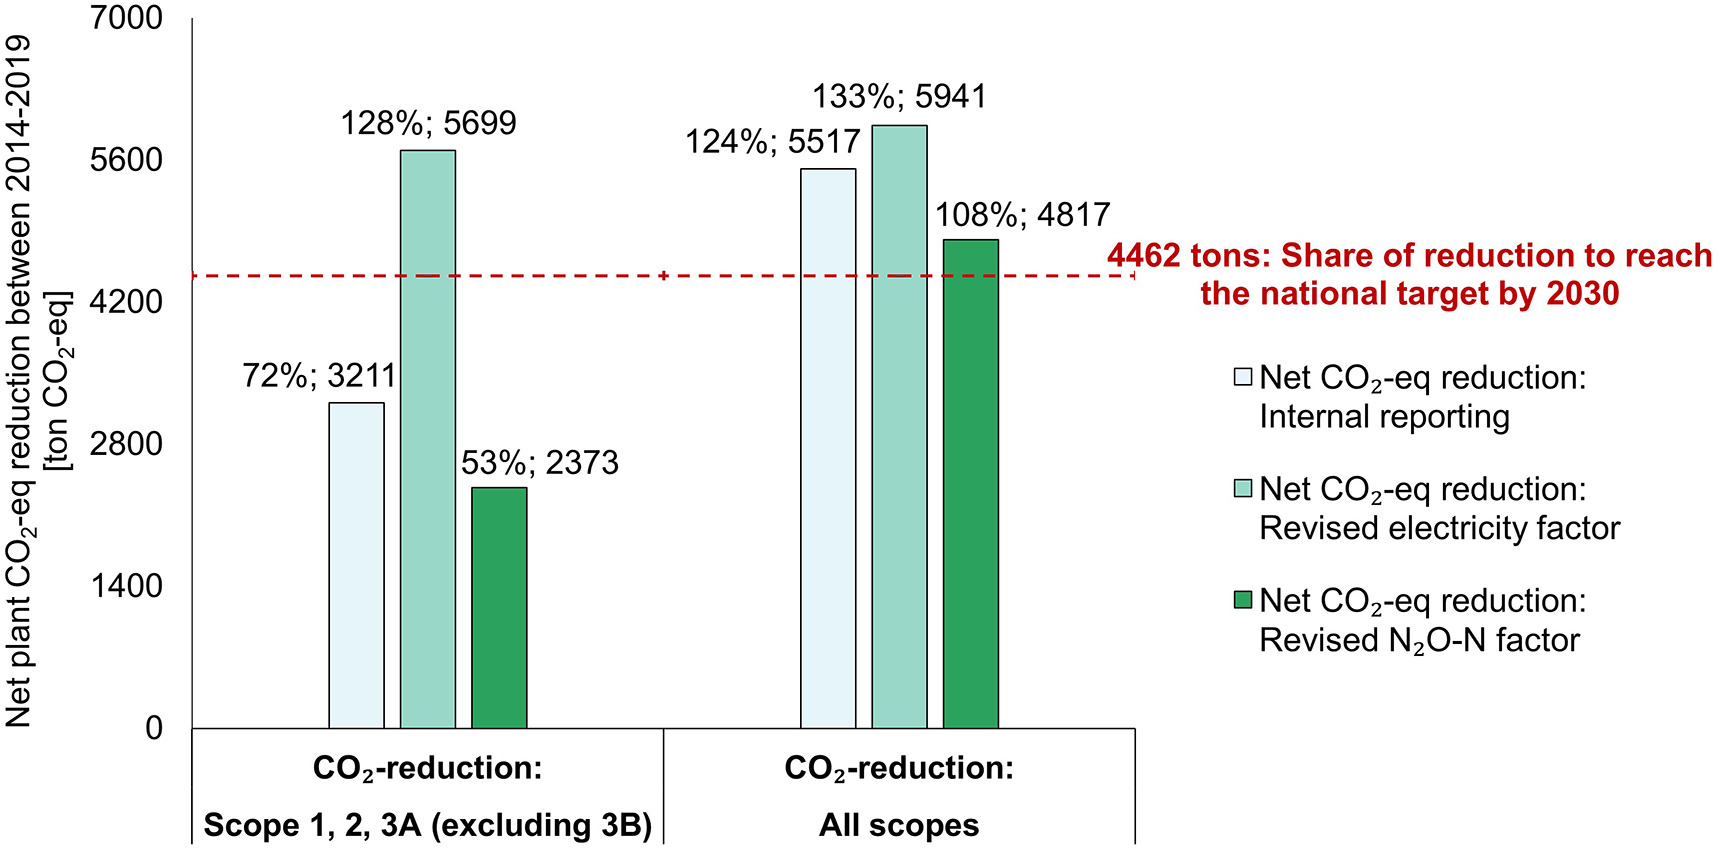 Net plant CO₂-eq reduction between 2014-2019
[ton CO₂-eq]
7000
5600
4200
2800
1400
0
72%; 3211
128%; 5699
53%; 2373
124%; 5517
133%; 5941
108%; 4817
4462 tons: Share of reduction to reach
the national target by 2030
Net CO₂-eq reduction:
Internal reporting
Net CO₂-eq reduction:
Revised electricity factor
Net CO₂-eq reduction:
Revised N₂O-N factor
CO₂-reduction:
Scope 1, 2, 3A (excluding 3B)
CO₂-reduction:
All scopes